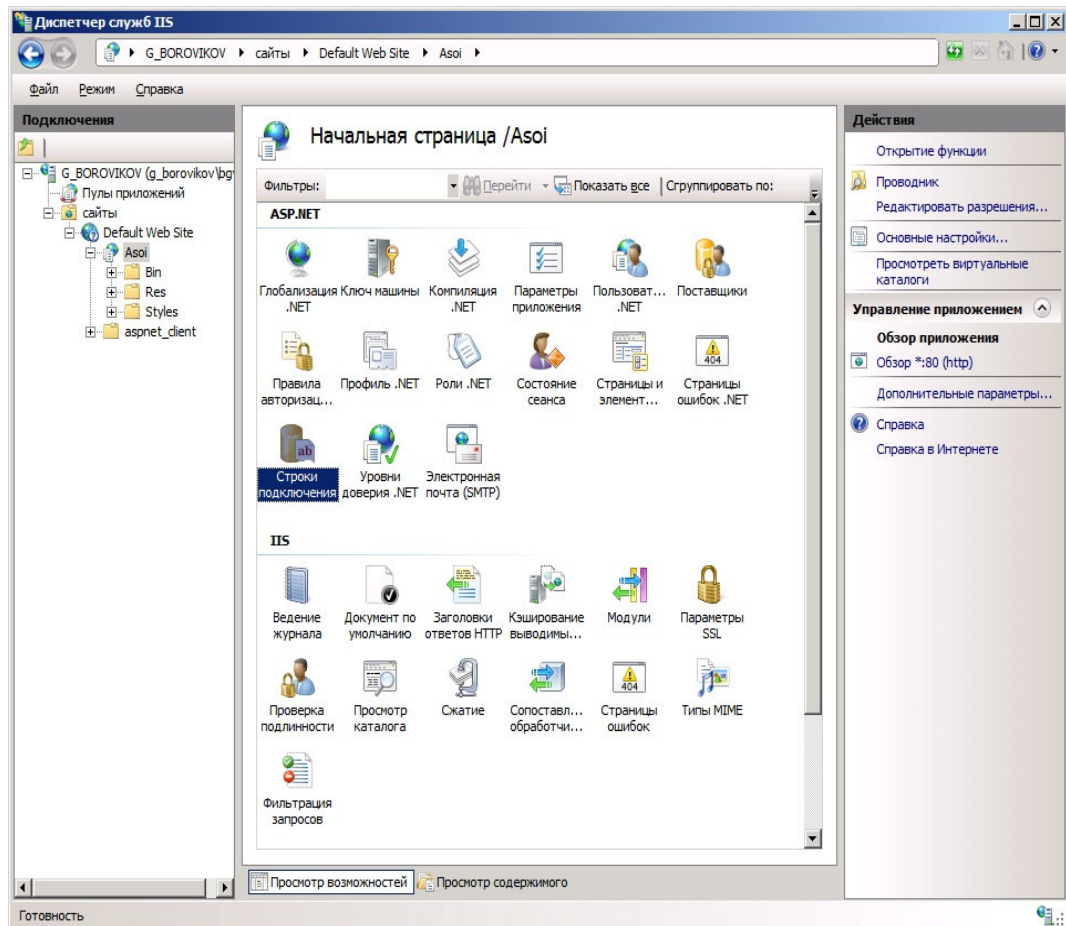 Диспетчер служб IIS
G_BOROVIKOV
сайты
Default Web Site
Asoi
Файл Режим Справка
Подключения
G_BOROVIKOV (g_borovikov\bg
Пулы приложений
сайты
Default Web Site
Asoi
Bin
Res
Styles
aspnet_client
Начальная страница /Asoi
Фильтры: Перейти Показать все Сгруппировать по:
ASP.NET
Глобализация .NET
Ключ машины
Компиляция .NET
Параметры приложения
Пользоват... .NET
Поставщики
Правила авторизац...
Профиль .NET
Роли .NET
Состояние сеанса
Страницы и элемент...
404
Страницы ошибок .NET
ab
Строки подключения
Уровни доверия .NET
Электронная почта (SMTP)
IIS
Ведение журнала
Документ по умолчанию
Заголовки ответов HTTP
Кэширование выводимы...
Модули
Параметры SSL
Проверка подлинности
Просмотр каталога
Сжатие
Сопоставл... обработчи...
404
Страницы ошибок
Типы MIME
Фильтрация запросов
Просмотр возможностей Просмотр содержимого
Действия
Открытие функции
Проводник
Редактировать разрешения...
Основные настройки...
Просмотреть виртуальные
каталоги
Управление приложением
Обзор приложения
Обзор *:80 (http)
Дополнительные параметры...
Справка
Справка в Интернете
Готовность